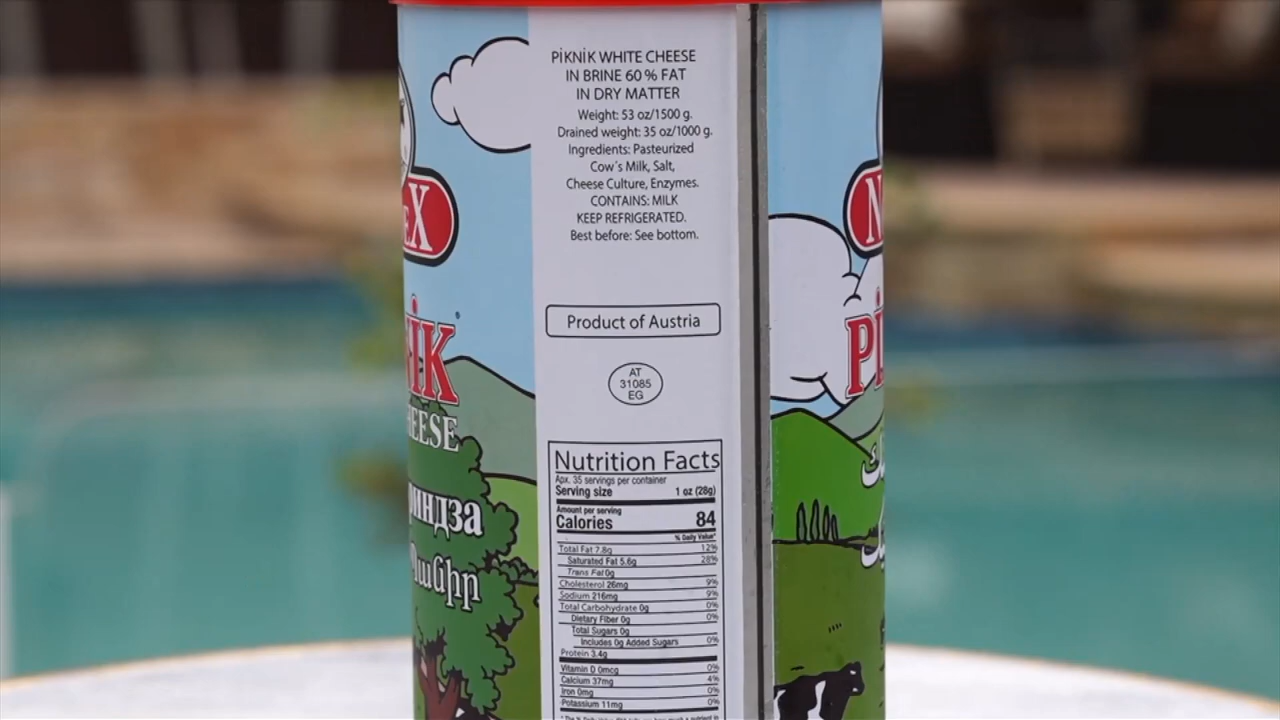 PİKNİK WHITE CHEESE
IN BRINE 60 % FAT
IN DRY MATTER
Weight: 53 oz/1500 g.
Drained weight: 35 oz/1000 g.
Ingredients: Pasteurized
Cow´s Milk, Salt,
Cheese Culture, Enzymes.
CONTAINS: MILK
KEEP REFRIGERATED.
Best before: See bottom.
Product of Austria
AT
31085
EG
Nutrition Facts
Apx. 35 servings per container
Serving size 1 oz (28g)
Amount per serving
Calories 84
% Daily Value*
Total Fat 7.8g 12%
Saturated Fat 5.6g 28%
Trans Fat 0g
Cholesterol 26mg 9%
Sodium 216mg 9%
Total Carbohydrate 0g 0%
Dietary Fiber 0g 0%
Total Sugars 0g
Includes 0g Added Sugars 0%
Protein 3.4g
Vitamin D 0mcg 0%
Calcium 37mg 4%
Iron 0mg 0%
Potassium 11mg 0%